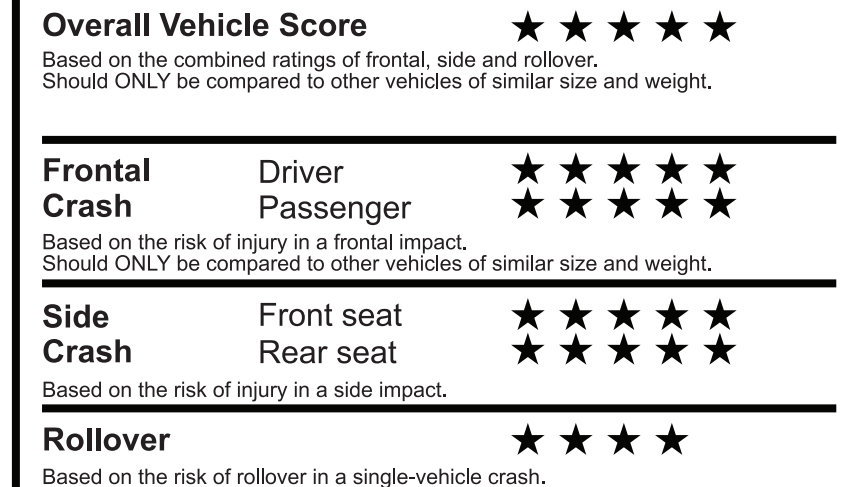 Overall Vehicle Score ★ ★ ★ ★ ★
Based on the combined ratings of frontal, side and rollover.
Should ONLY be compared to other vehicles of similar size and weight.
Frontal Driver ★ ★ ★ ★ ★
Crash Passenger ★ ★ ★ ★ ★
Based on the risk of injury in a frontal impact.
Should ONLY be compared to other vehicles of similar size and weight.
Side Front seat ★ ★ ★ ★ ★
Crash Rear seat ★ ★ ★ ★ ★
Based on the risk of injury in a side impact.
Rollover ★ ★ ★ ★
Based on the risk of rollover in a single-vehicle crash.